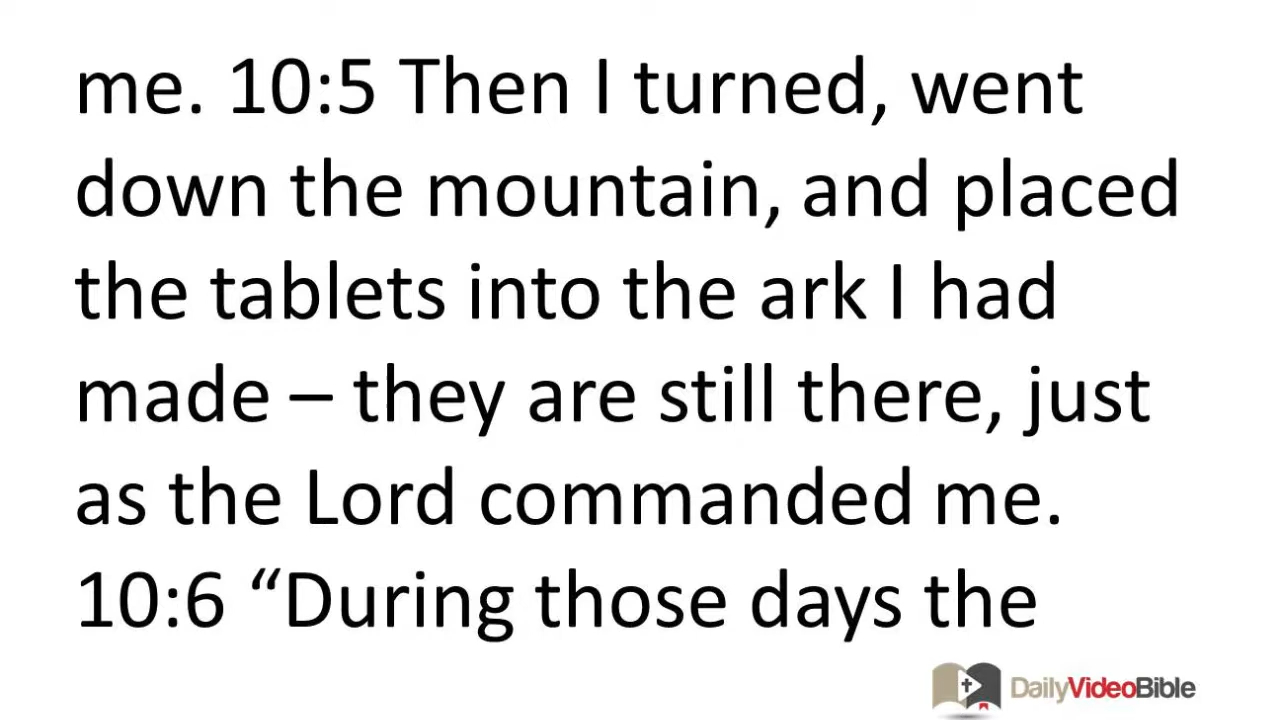 me. 10:5 Then I turned, went
down the mountain, and placed
the tablets into the ark I had
made – they are still there, just
as the Lord commanded me.
10:6 “During those days the
DailyVideoBible